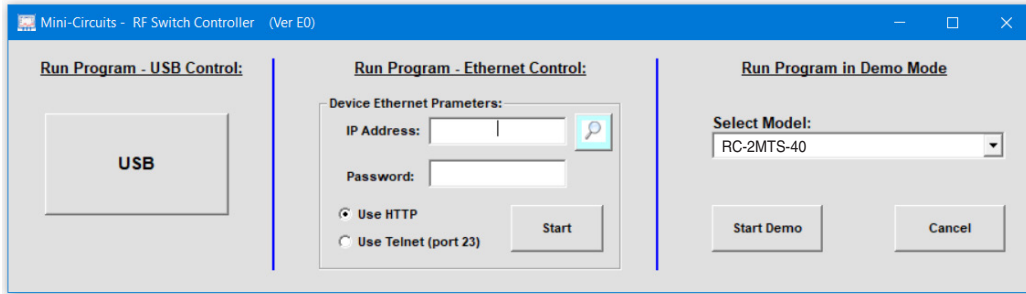 Mini-Circuits - RF Switch Controller (Ver E0)
Run Program - USB Control:
USB
Run Program - Ethernet Control:
Device Ethernet Prameters:
IP Address:
Password:
Use HTTP
Use Telnet (port 23)
Start
Run Program in Demo Mode
Select Model:
RC-2MTS-40
Start Demo
Cancel